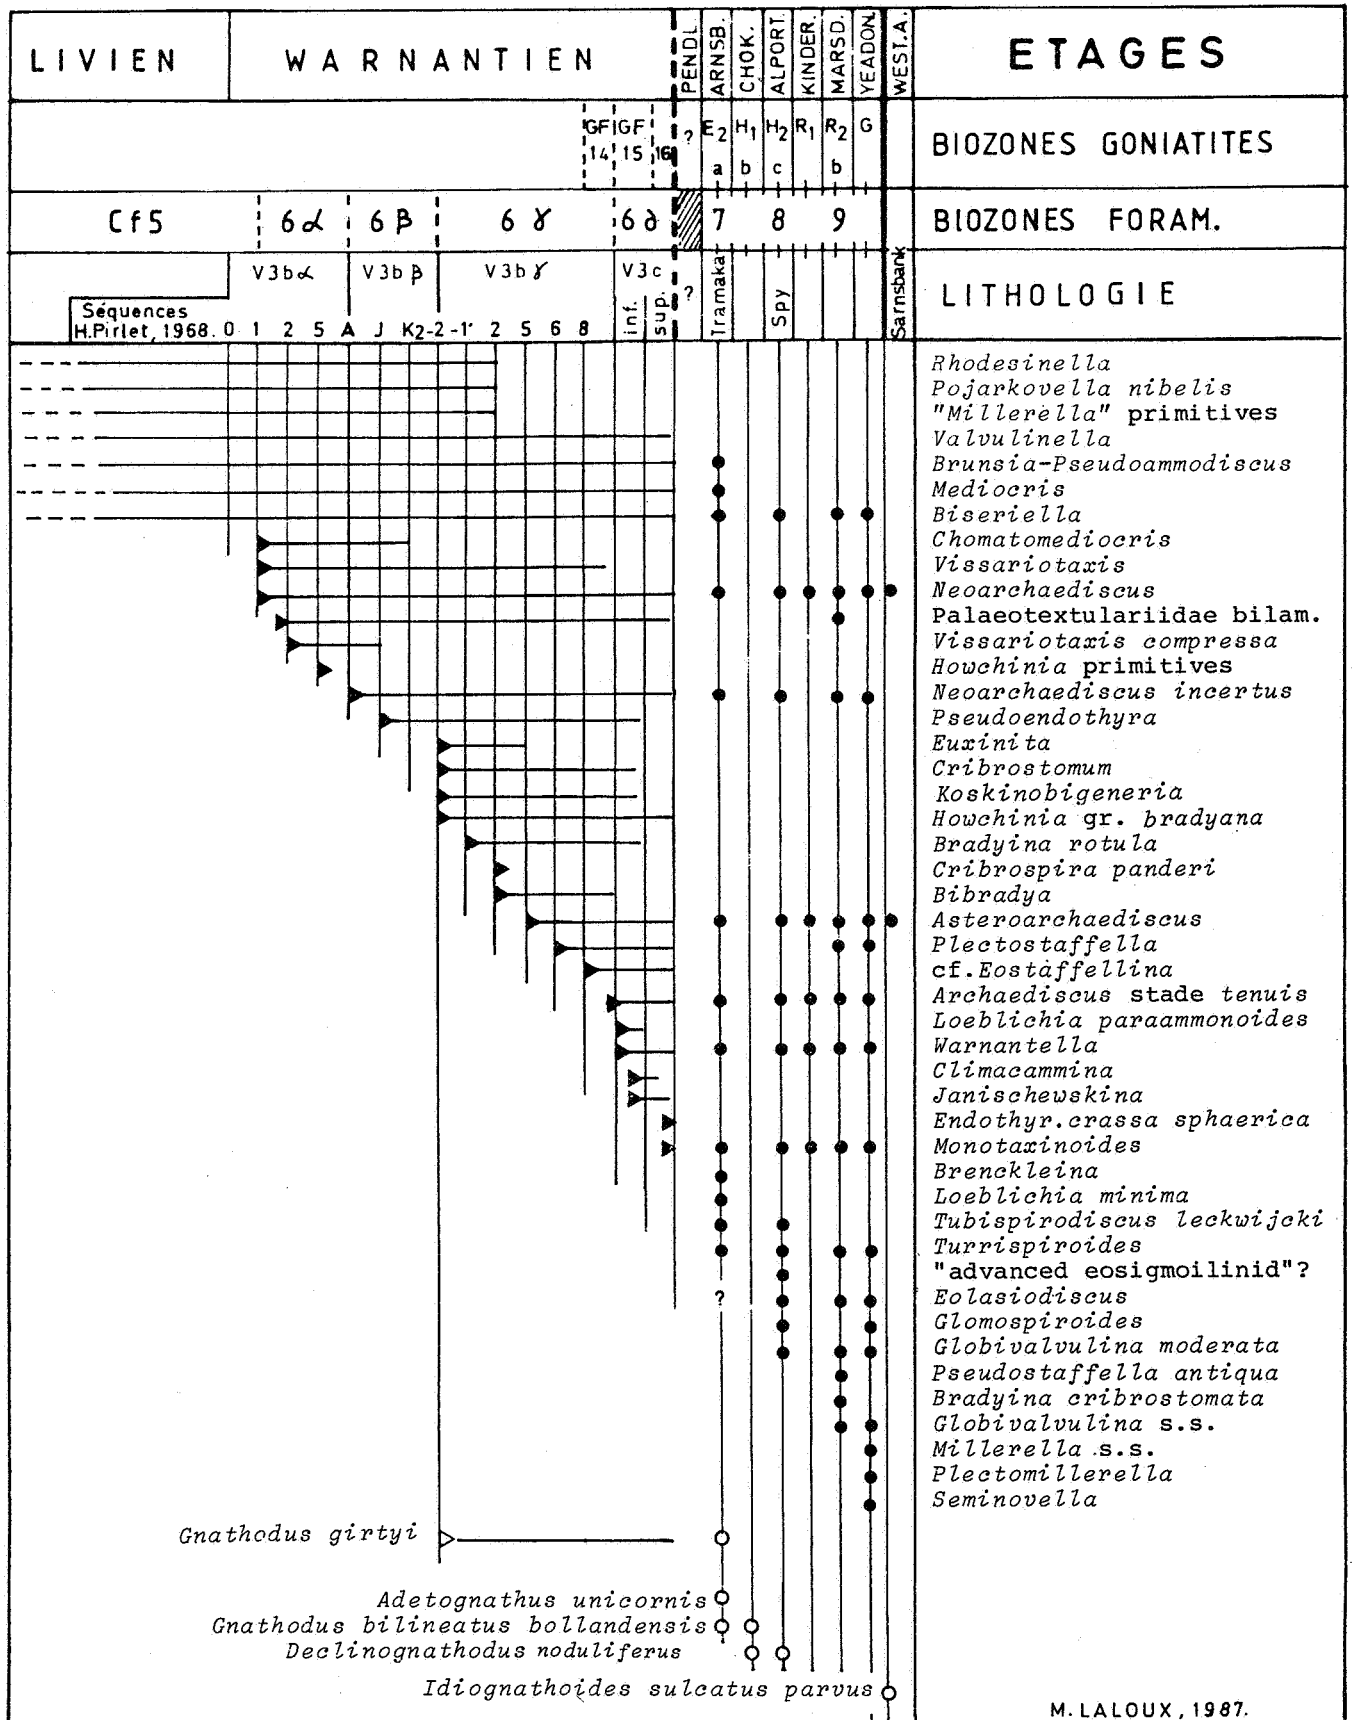 LIVIEN WARNANTIEN PENDL. ARNSB. CHOK. ALPORT. KINDER. MARSD. YEADON. WEST.A. ETAGES
GF 14 GF 15 16 ? E2 H1 H2 R1 R2 G BIOZONES GONIATITES
a b c b
Cf5 6α 6β 6γ 6δ 7 8 9 BIOZONES FORAM.
V3bα V3bβ V3bγ V3c ? Tramaka Spy Sarnsbank LITHOLOGIE
inf. sup.
Séquences
H.Pirlet, 1968. 0 1 2 5 A J K2-2 -1' 2 5 6 8
Rhodesinella
Pojarkovella nibelis
"Millerella" primitives
Valvulinella
Brunsia-Pseudoammodiscus
Mediocris
Biseriella
Chomatomediocris
Vissariotaxis
Neoarchaediscus
Palaeotextulariidae bilam.
Vissariotaxis compressa
Howchinia primitives
Neoarchaediscus incertus
Pseudoendothyra
Euxinita
Cribrostomum
Koskinobigeneria
Howchinia gr. bradyana
Bradyina rotula
Cribrospira panderi
Bibradya
Asteroarchaediscus
Plectostaffella
cf.Eostaffellina
Archaediscus stade tenuis
Loeblichia paraammonoides
Warnantella
Climacammina
Janischewskina
Endothyr.crassa sphaerica
Monotaxinoides
Brenckleina
Loeblichia minima
Tubispirodiscus leckwijcki
Turrispiroides
"advanced eosigmoilinid"?
? Eolasiodiscus
Glomospiroides
Globivalvulina moderata
Pseudostaffella antiqua
Bradyina cribrostomata
Globivalvulina s.s.
Millerella s.s.
Plectomillerella
Seminovella
Gnathodus girtyi
Adetognathus unicornis
Gnathodus bilineatus bollandensis
Declinognathodus noduliferus
Idiognathoides sulcatus parvus
M. LALOUX, 1987.